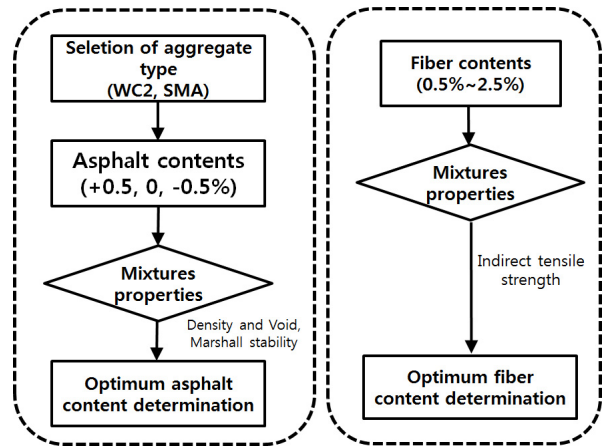 Seletion of aggregate
type
(WC2, SMA)
Asphalt contents
(+0.5, 0, -0.5%)
Mixtures
properties
Density and Void,
Marshall stability
Optimum asphalt
content determination
Fiber contents
(0.5%~2.5%)
Mixtures
properties
Indirect tensile
strength
Optimum fiber
content determination